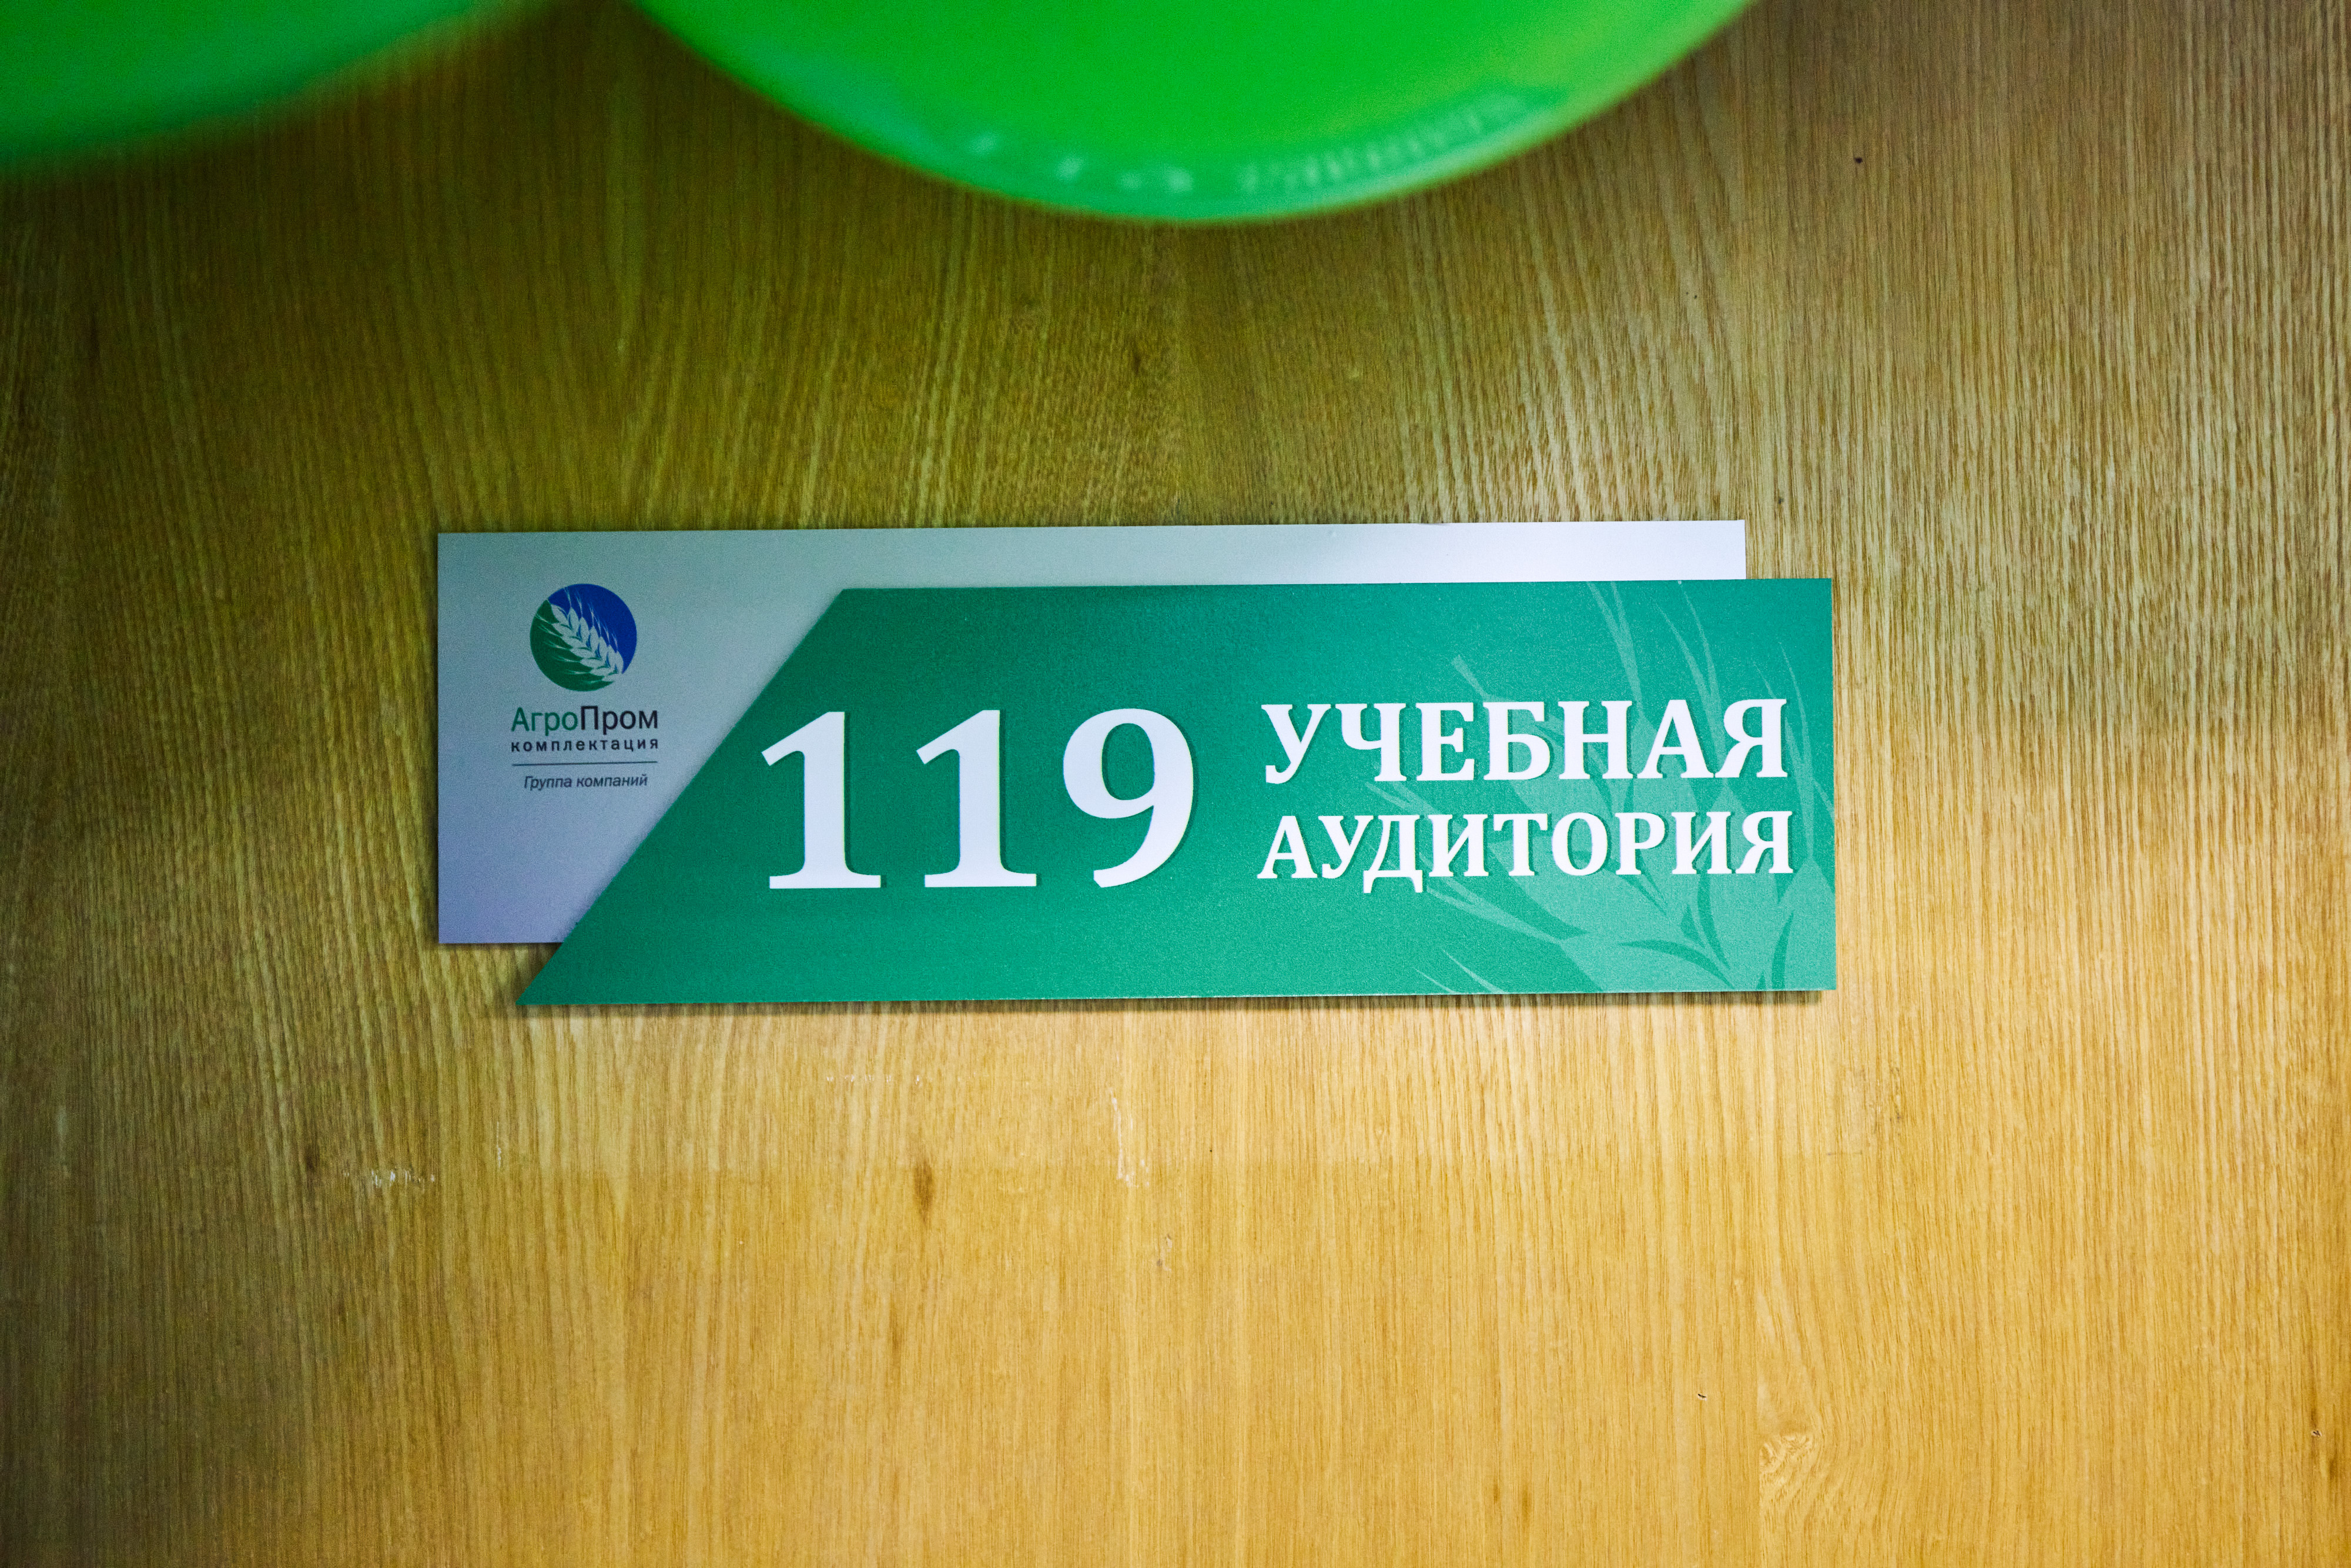 АгроПром
комплектация
Группа компаний
119
УЧЕБНАЯ
АУДИТОРИЯ